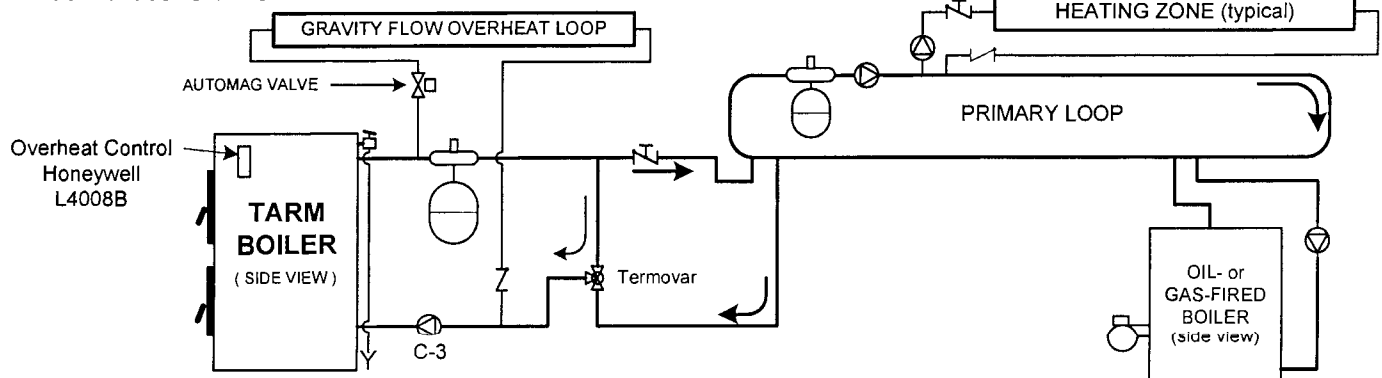 GRAVITY FLOW OVERHEAT LOOP
HEATING ZONE (typical)
AUTOMAG VALVE
PRIMARY LOOP
Overheat Control
Honeywell
L4008B
TARM
BOILER
( SIDE VIEW )
Termovar
C-3
OIL- or
GAS-FIRED
BOILER
(side view)